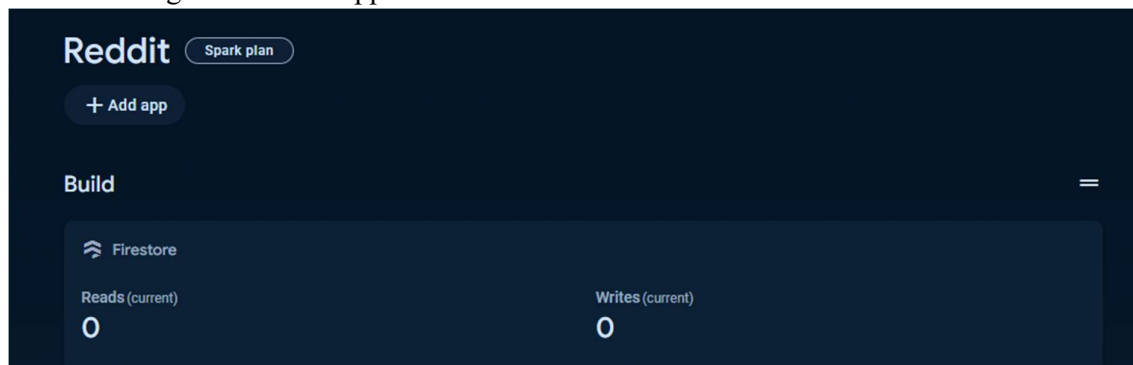 Reddit Spark plan
+ Add app
Build
Firestore
Reads (current) Writes (current)
0 0